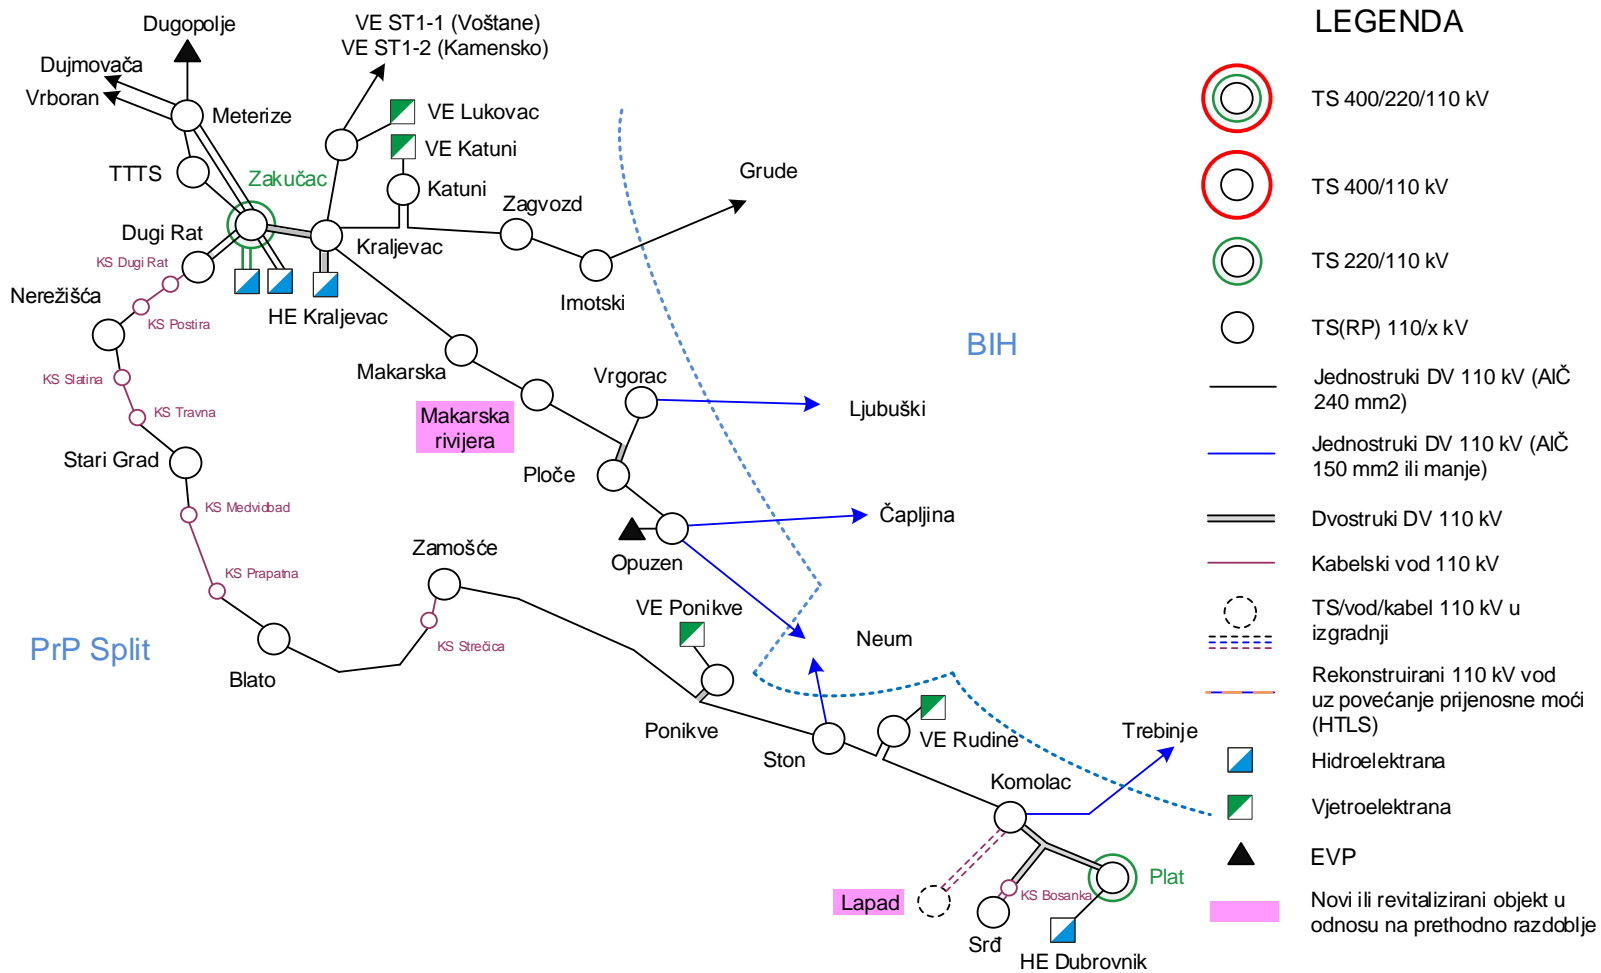 Dugopolje
VE ST1-1 (Voštane)
VE ST1-2 (Kamensko)
Dujmovača
Vrboran
Meterize
VE Lukovac
VE Katuni
TTTS
Zakučac
Katuni
Zagvozd
Grude
Dugi Rat
Kraljevac
KS Dugi Rat
Nerežišća
KS Postira
HE Kraljevac
Imotski
BIH
KS Slatina
Makarska
Vrgorac
KS Travna
Makarska
rivijera
Ljubuški
Stari Grad
Ploče
KS Medvidbad
Čapljina
Zamošće
Opuzen
KS Prapatna
VE Ponikve
PrP Split
KS Strečica
Neum
Blato
Ponikve
Ston
VE Rudine
Trebinje
Komolac
Plat
Lapad
KS Bosanka
Srđ
HE Dubrovnik
LEGENDA
TS 400/220/110 kV
TS 400/110 kV
TS 220/110 kV
TS(RP) 110/x kV
Jednostruki DV 110 kV (AlČ
240 mm2)
Jednostruki DV 110 kV (AlČ
150 mm2 ili manje)
Dvostruki DV 110 kV
Kabelski vod 110 kV
TS/vod/kabel 110 kV u
izgradnji
Rekonstruirani 110 kV vod
uz povećanje prijenosne moći
(HTLS)
Hidroelektrana
Vjetroelektrana
EVP
Novi ili revitalizirani objekt u
odnosu na prethodno razdoblje